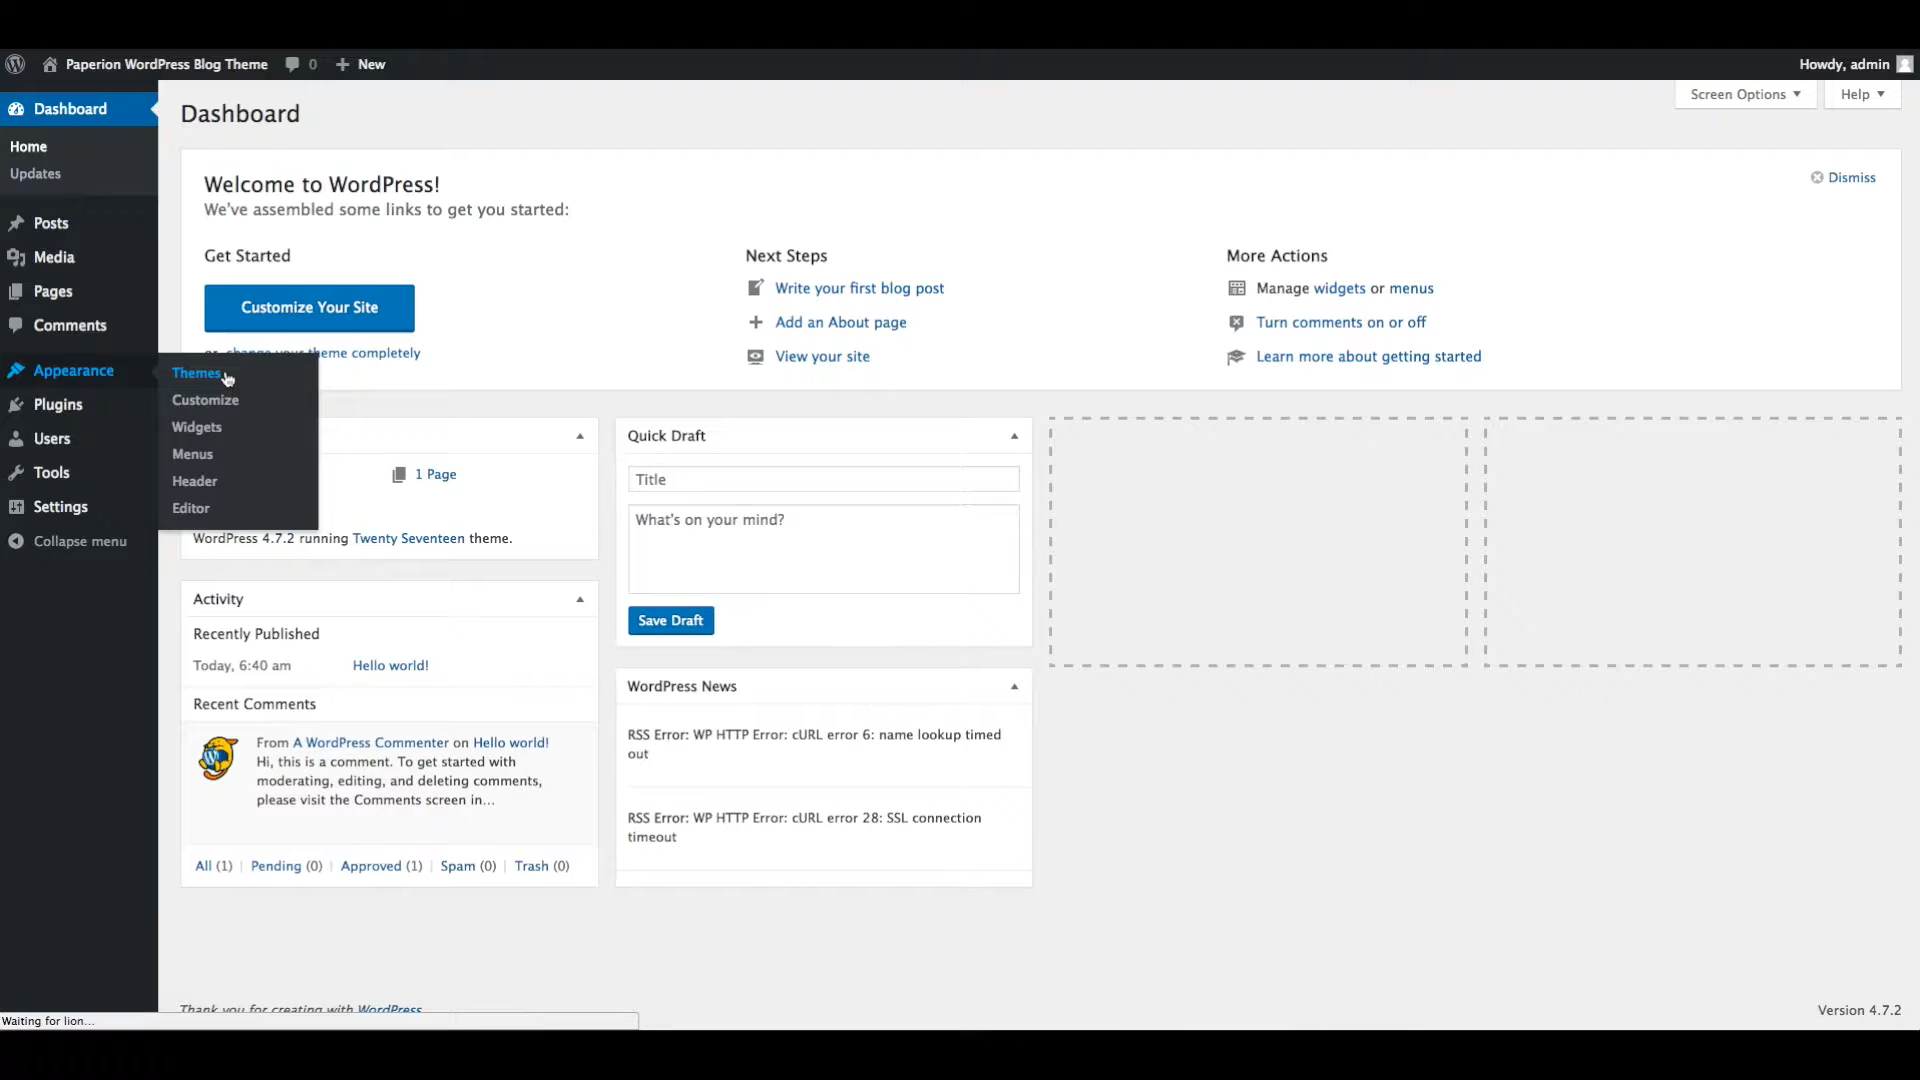 Paperion WordPress Blog Theme 0 New Howdy, admin
Dashboard
Home
Updates
Posts
Media
Pages
Comments
Appearance
Plugins
Users
Tools
Settings
Collapse menu
Themes
Customize
Widgets
Menus
Header
Editor
Screen Options Help
Dashboard
Welcome to WordPress!
We've assembled some links to get you started:
Dismiss
Get Started
Customize Your Site
or change your theme completely
Next Steps
Write your first blog post
Add an About page
View your site
More Actions
Manage widgets or menus
Turn comments on or off
Learn more about getting started
1 Page
WordPress 4.7.2 running Twenty Seventeen theme.
Activity
Recently Published
Today, 6:40 am Hello world!
Recent Comments
From A WordPress Commenter on Hello world!
Hi, this is a comment. To get started with
moderating, editing, and deleting comments,
please visit the Comments screen in...
All (1) | Pending (0) | Approved (1) | Spam (0) | Trash (0)
Quick Draft
Title
What's on your mind?
Save Draft
WordPress News
RSS Error: WP HTTP Error: cURL error 6: name lookup timed
out
RSS Error: WP HTTP Error: cURL error 28: SSL connection
timeout
Thank you for creating with WordPress
Version 4.7.2
Waiting for lion...